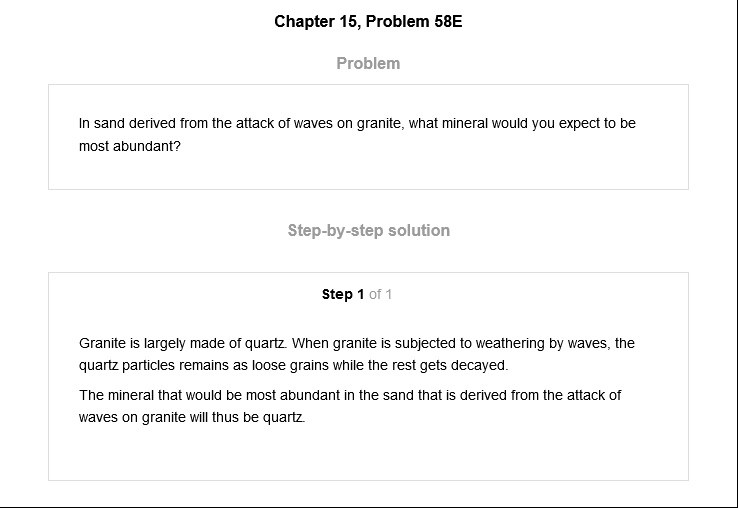 Chapter 15, Problem 58E
Problem
In sand derived from the attack of waves on granite, what mineral would you expect to be
most abundant?
Step-by-step solution
Step 1 of 1
Granite is largely made of quartz. When granite is subjected to weathering by waves, the
quartz particles remains as loose grains while the rest gets decayed.
The mineral that would be most abundant in the sand that is derived from the attack of
waves on granite will thus be quartz.